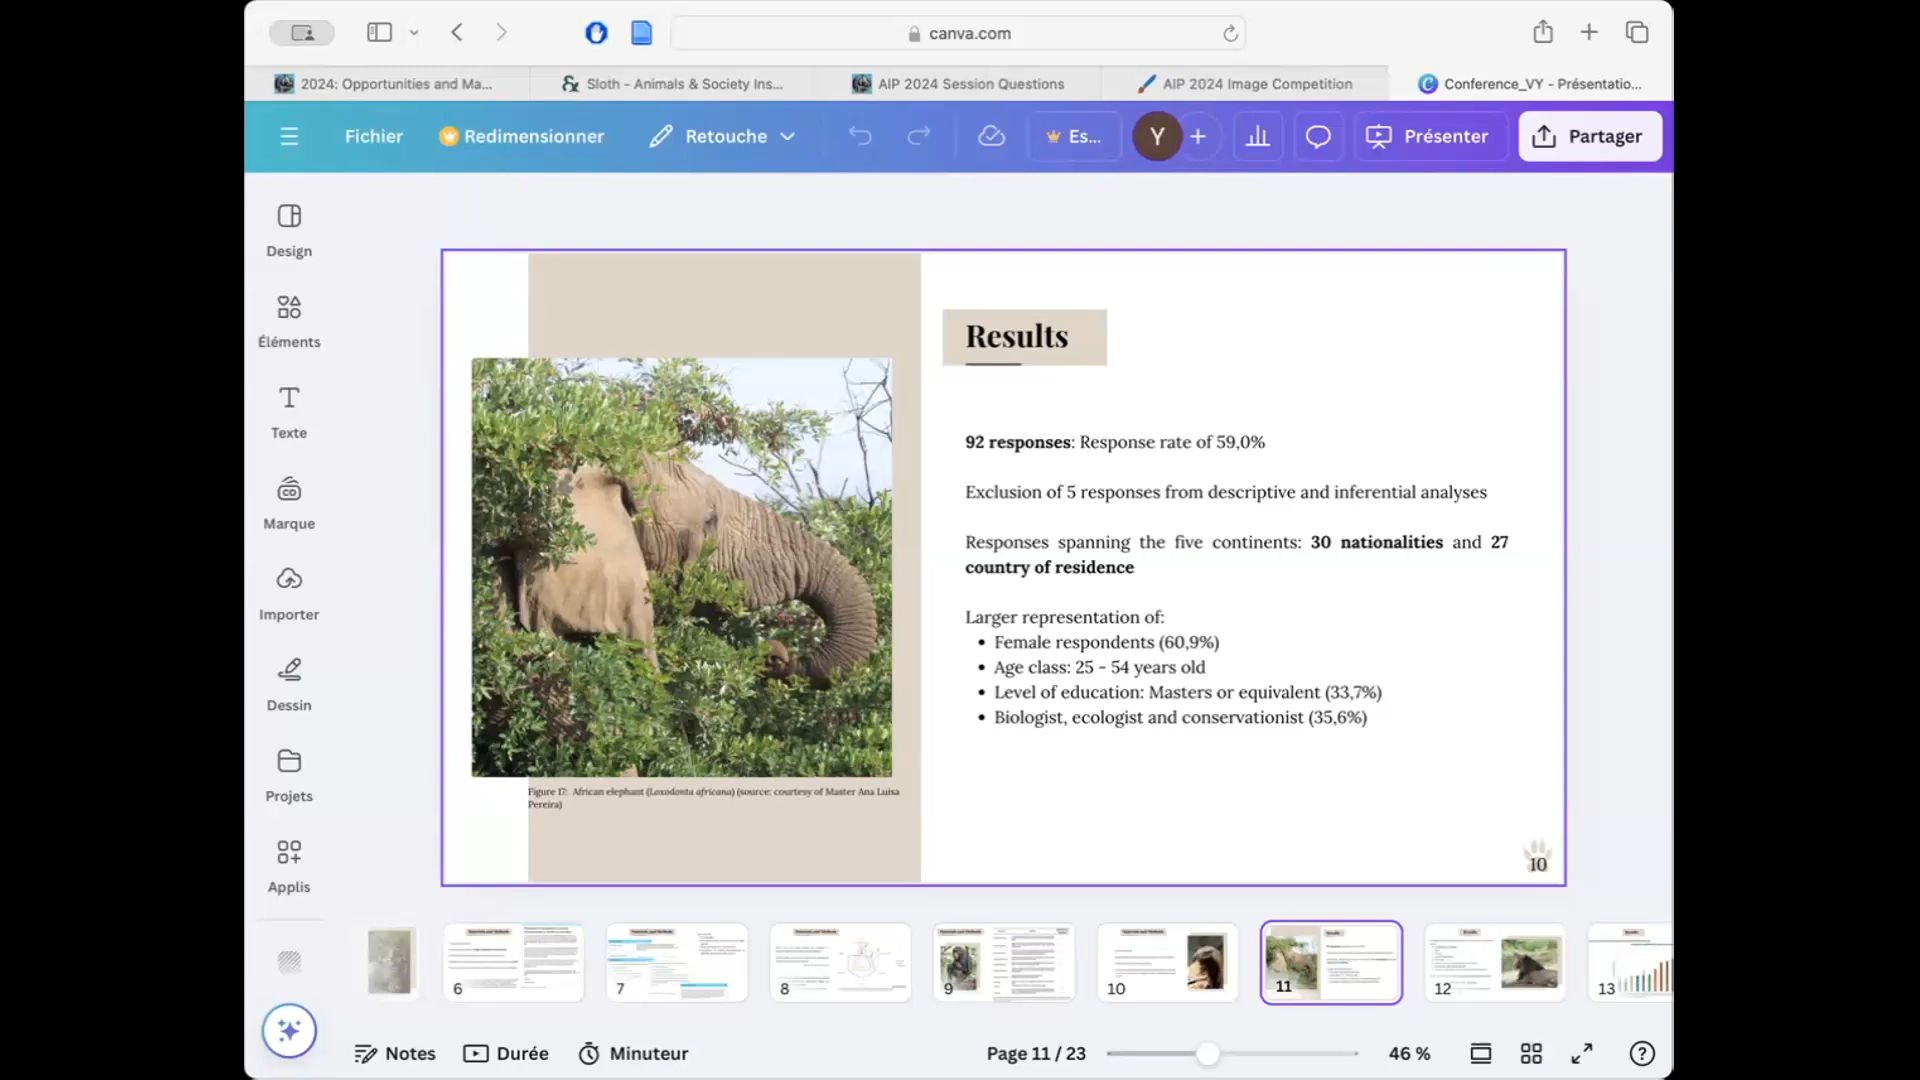 canva.com
2024: Opportunities and Ma...
Sloth - Animals & Society Ins...
AIP 2024 Session Questions
AIP 2024 Image Competition
Conference_VY - Présentatio...
Fichier
Redimensionner
Retouche
Es...
Y
Présenter
Partager
Design
Éléments
Texte
Marque
Importer
Dessin
Projets
Applis
Results
92 responses: Response rate of 59,0%
Exclusion of 5 responses from descriptive and inferential analyses
Responses spanning the five continents: 30 nationalities and 27
country of residence
Larger representation of:
• Female respondents (60,9%)
• Age class: 25 - 54 years old
• Level of education: Masters or equivalent (33,7%)
• Biologist, ecologist and conservationist (35,6%)
Figure 17: African elephant (Loxodonta africana) (source: courtesy of Master Ana Luisa
Pereira)
10
6
7
8
9
10
11
12
13
Notes
Durée
Minuteur
Page 11 / 23
46 %